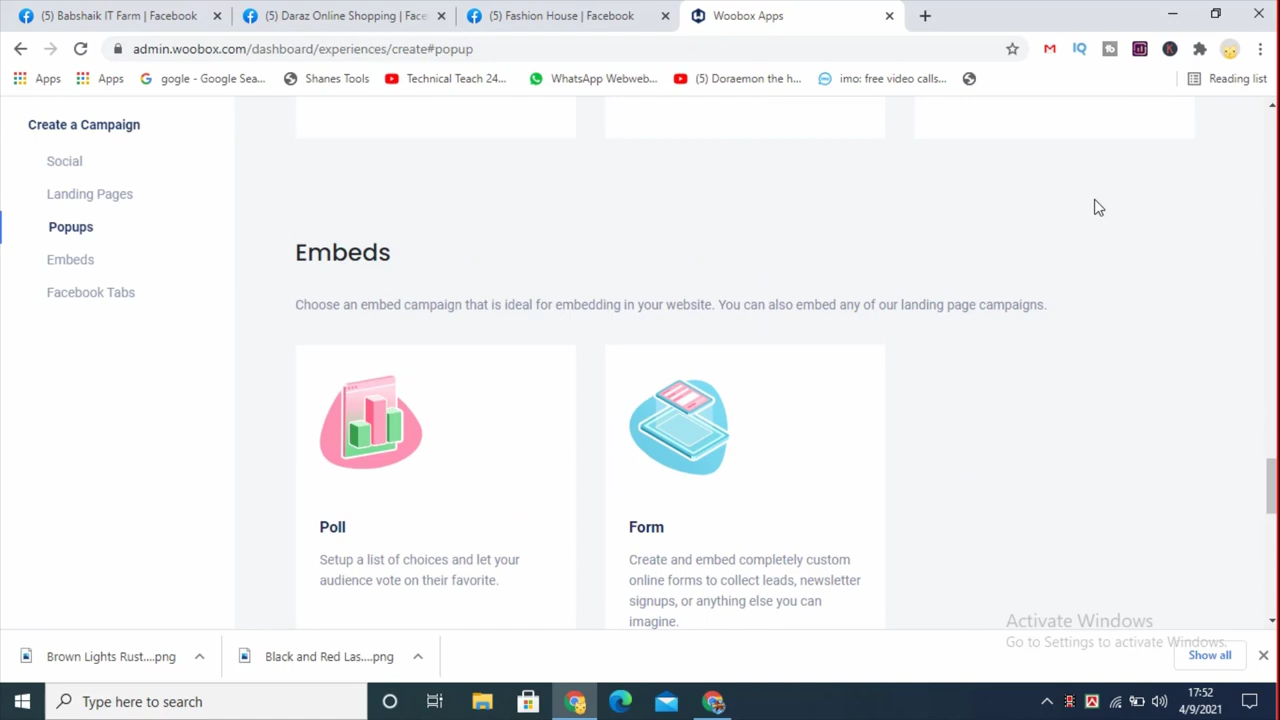 (5) Babshaik IT Farm | Facebook
(5) Daraz Online Shopping | Face
(5) Fashion House | Facebook
Woobox Apps
admin.woobox.com/dashboard/experiences/create#popup
Apps
Apps
gogle - Google Sea...
Shanes Tools
Technical Teach 24...
WhatsApp Webweb...
(5) Doraemon the h...
imo: free video calls...
Reading list
Create a Campaign
Social
Landing Pages
Popups
Embeds
Facebook Tabs
Embeds
Choose an embed campaign that is ideal for embedding in your website. You can also embed any of our landing page campaigns.
Poll
Setup a list of choices and let your
audience vote on their favorite.
Form
Create and embed completely custom
online forms to collect leads, newsletter
signups, or anything else you can
imagine.
Activate Windows
Go to Settings to activate Windows.
Brown Lights Rust....png
Black and Red Las....png
Show all
Type here to search
17:52
4/9/2021